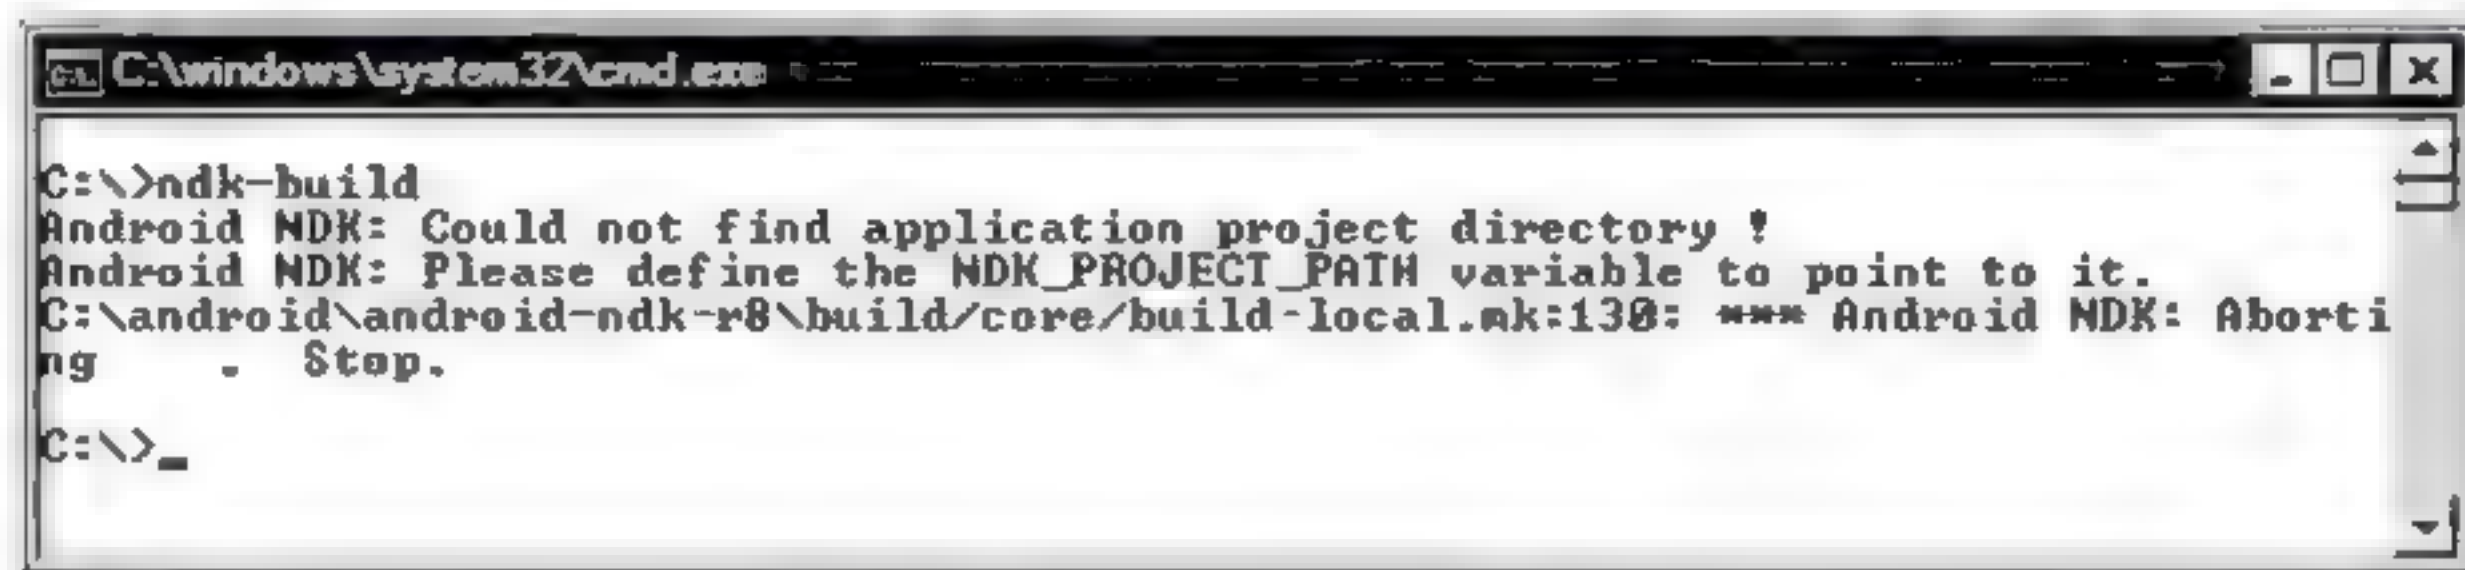 C:\windows\system32\cmd.exe
C:\>ndk-build
Android NDK: Could not find application project directory !
Android NDK: Please define the NDK_PROJECT_PATH variable to point to it.
C:\android\android-ndk-r8\build/core/build-local.mk:130: *** Android NDK: Aborti
ng    .  Stop.
C:\>_